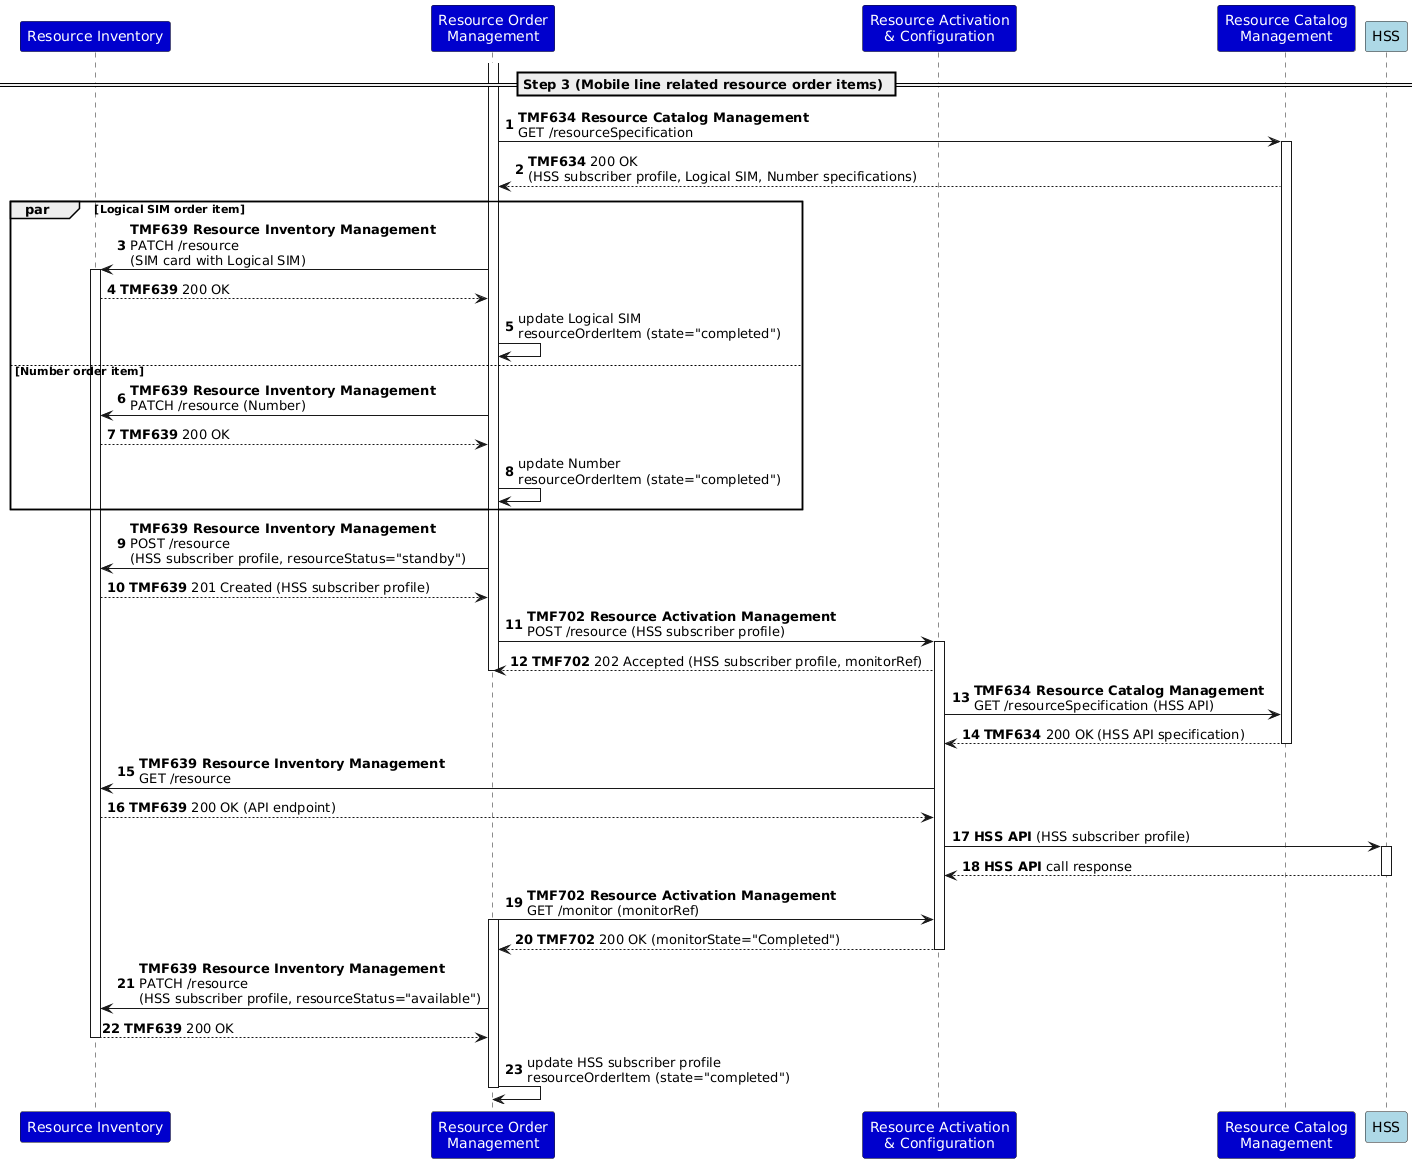 Resource Inventory
Resource Order
Management
Resource Activation
& Configuration
Resource Catalog
Management
HSS
Step 3 (Mobile line related resource order items)
1 TMF634 Resource Catalog Management
GET /resourceSpecification
2 TMF634 200 OK
(HSS subscriber profile, Logical SIM, Number specifications)
par [Logical SIM order item]
3 TMF639 Resource Inventory Management
PATCH /resource
(SIM card with Logical SIM)
4 TMF639 200 OK
5 update Logical SIM
resourceOrderItem (state="completed")
[Number order item]
6 TMF639 Resource Inventory Management
PATCH /resource (Number)
7 TMF639 200 OK
8 update Number
resourceOrderItem (state="completed")
9 TMF639 Resource Inventory Management
POST /resource
(HSS subscriber profile, resourceStatus="standby")
10 TMF639 201 Created (HSS subscriber profile)
11 TMF702 Resource Activation Management
POST /resource (HSS subscriber profile)
12 TMF702 202 Accepted (HSS subscriber profile, monitorRef)
13 TMF634 Resource Catalog Management
GET /resourceSpecification (HSS API)
14 TMF634 200 OK (HSS API specification)
15 TMF639 Resource Inventory Management
GET /resource
16 TMF639 200 OK (API endpoint)
17 HSS API (HSS subscriber profile)
18 HSS API call response
19 TMF702 Resource Activation Management
GET /monitor (monitorRef)
20 TMF702 200 OK (monitorState="Completed")
21 TMF639 Resource Inventory Management
PATCH /resource
(HSS subscriber profile, resourceStatus="available")
22 TMF639 200 OK
23 update HSS subscriber profile
resourceOrderItem (state="completed")
Resource Inventory
Resource Order
Management
Resource Activation
& Configuration
Resource Catalog
Management
HSS